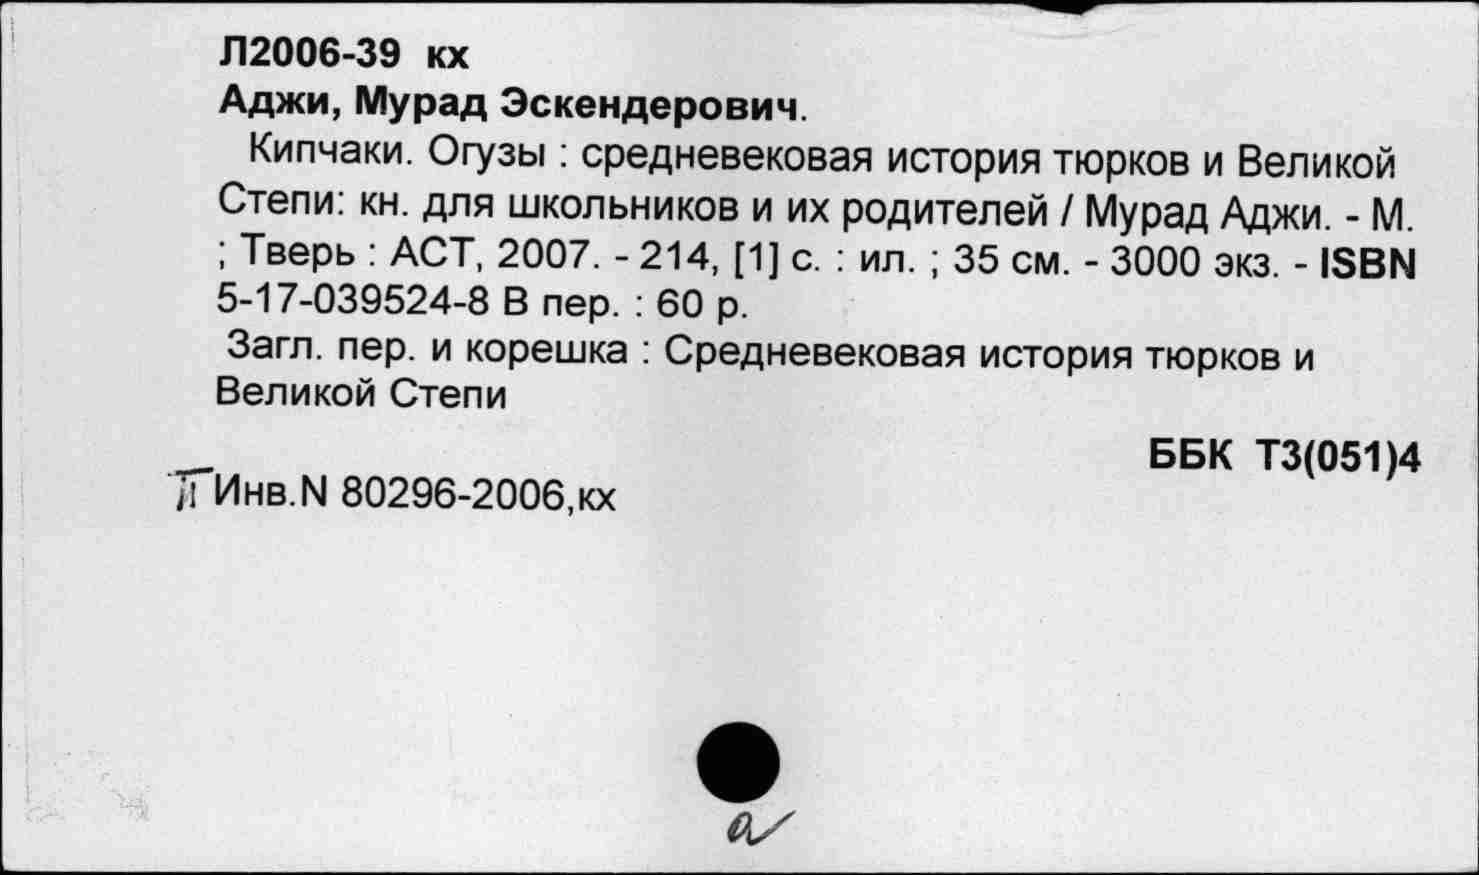 Л2006-39 кх
Аджи, Мурад Эскендерович.
Кипчаки. Огузы : средневековая история тюрков и Великой
Степи: кн. для школьников и их родителей / Мурад Аджи. - М.
; Тверь : АСТ, 2007. - 214, [1] с. : ил. ; 35 см. - 3000 экз. - ISBN
5-17-039524-8 В пер. : 60 р.
Загл. пер. и корешка : Средневековая история тюрков и
Великой Степи
ББК Т3(051)4
Инв.N 80296-2006,кх
а